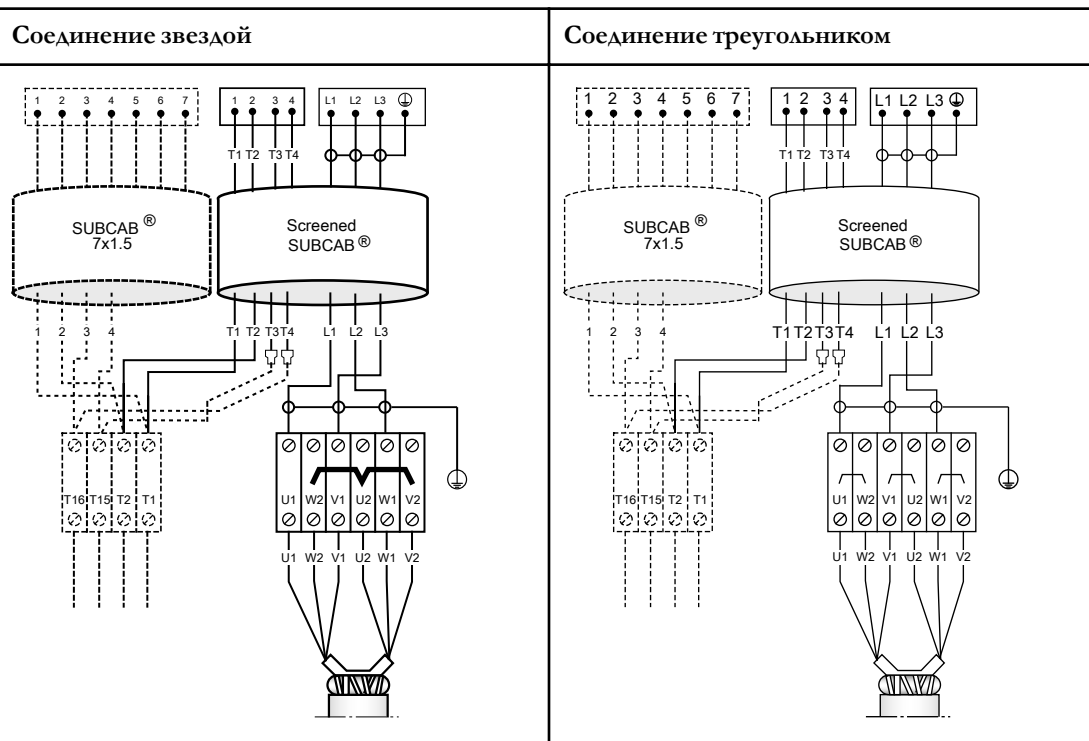 Соединение звездой
Соединение треугольником
1 2 3 4 5 6 7
1 2 3 4
L1 L2 L3
1 2 3 4 5 6 7
1 2 3 4
L1 L2 L3
T1 T2 T3 T4
T1 T2 T3 T4
SUBCAB ®
7x1.5
Screened
SUBCAB ®
SUBCAB ®
7x1.5
Screened
SUBCAB ®
1 2 3 4
T1 T2 T3 T4
L1 L2 L3
1 2 3 4
T1 T2 T3 T4
L1 L2 L3
T16 T15 T2 T1
U1 W2 V1 U2 W1 V2
T16 T15 T2 T1
U1 W2 V1 U2 W1 V2
U1 W2 V1 U2 W1 V2
U1 W2 V1 U2 W1 V2